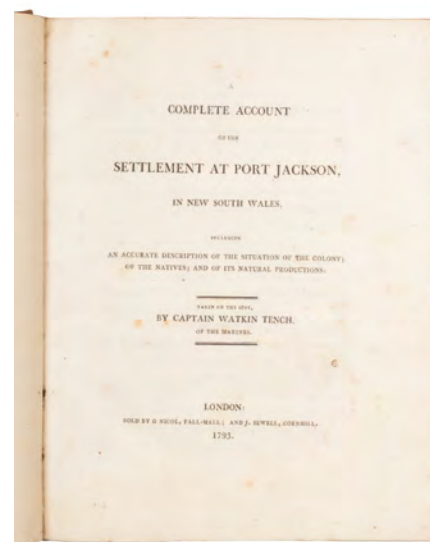 A
COMPLETE ACCOUNT
OF THE
SETTLEMENT AT PORT JACKSON,
IN NEW SOUTH WALES,
INCLUDING
AN ACCURATE DESCRIPTION OF THE SITUATION OF THE COLONY;
OF THE NATIVES; AND OF ITS NATURAL PRODUCTIONS:
TAKEN ON THE SPOT,
BY CAPTAIN WATKIN TENCH,
OF THE MARINES.
LONDON:
SOLD BY G. NICOL, PALL-MALL; AND J. SEWELL, CORNHILL.
1793.